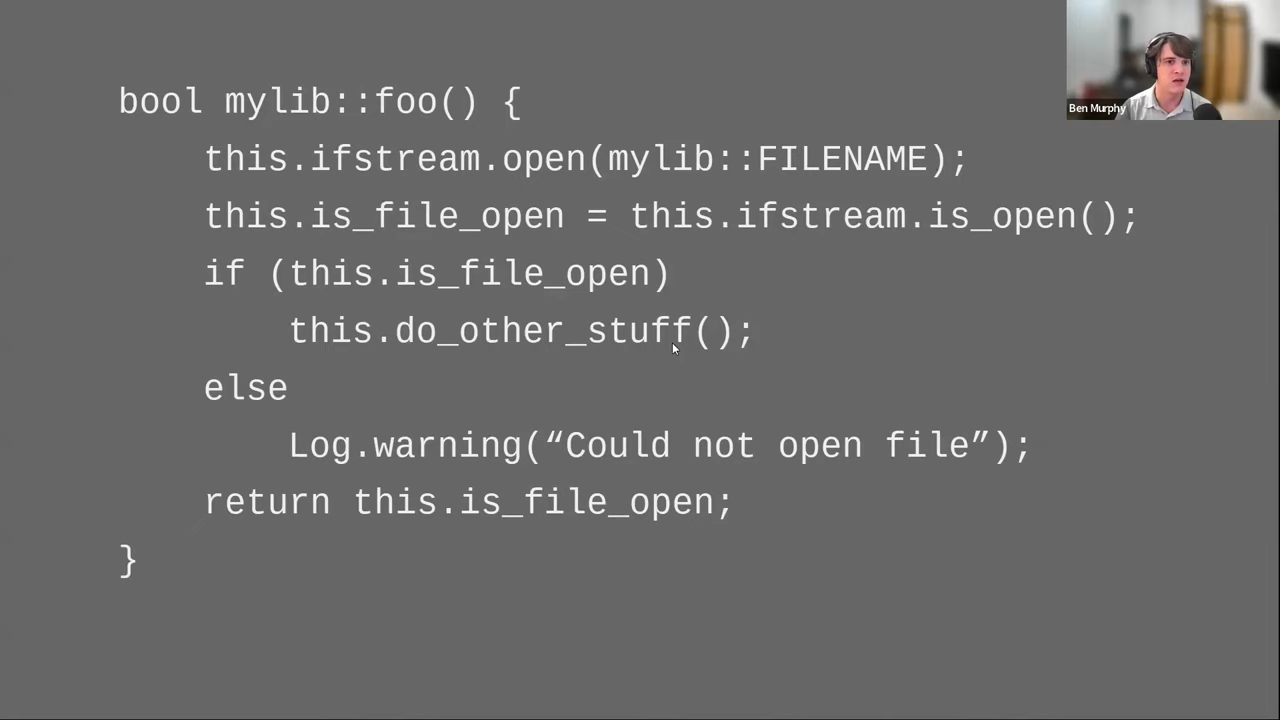 bool mylib::foo() {
this.ifstream.open(mylib::FILENAME);
this.is_file_open = this.ifstream.is_open();
if (this.is_file_open)
this.do_other_stuff();
else
Log.warning(“Could not open file”);
return this.is_file_open;
}
Ben Murphy